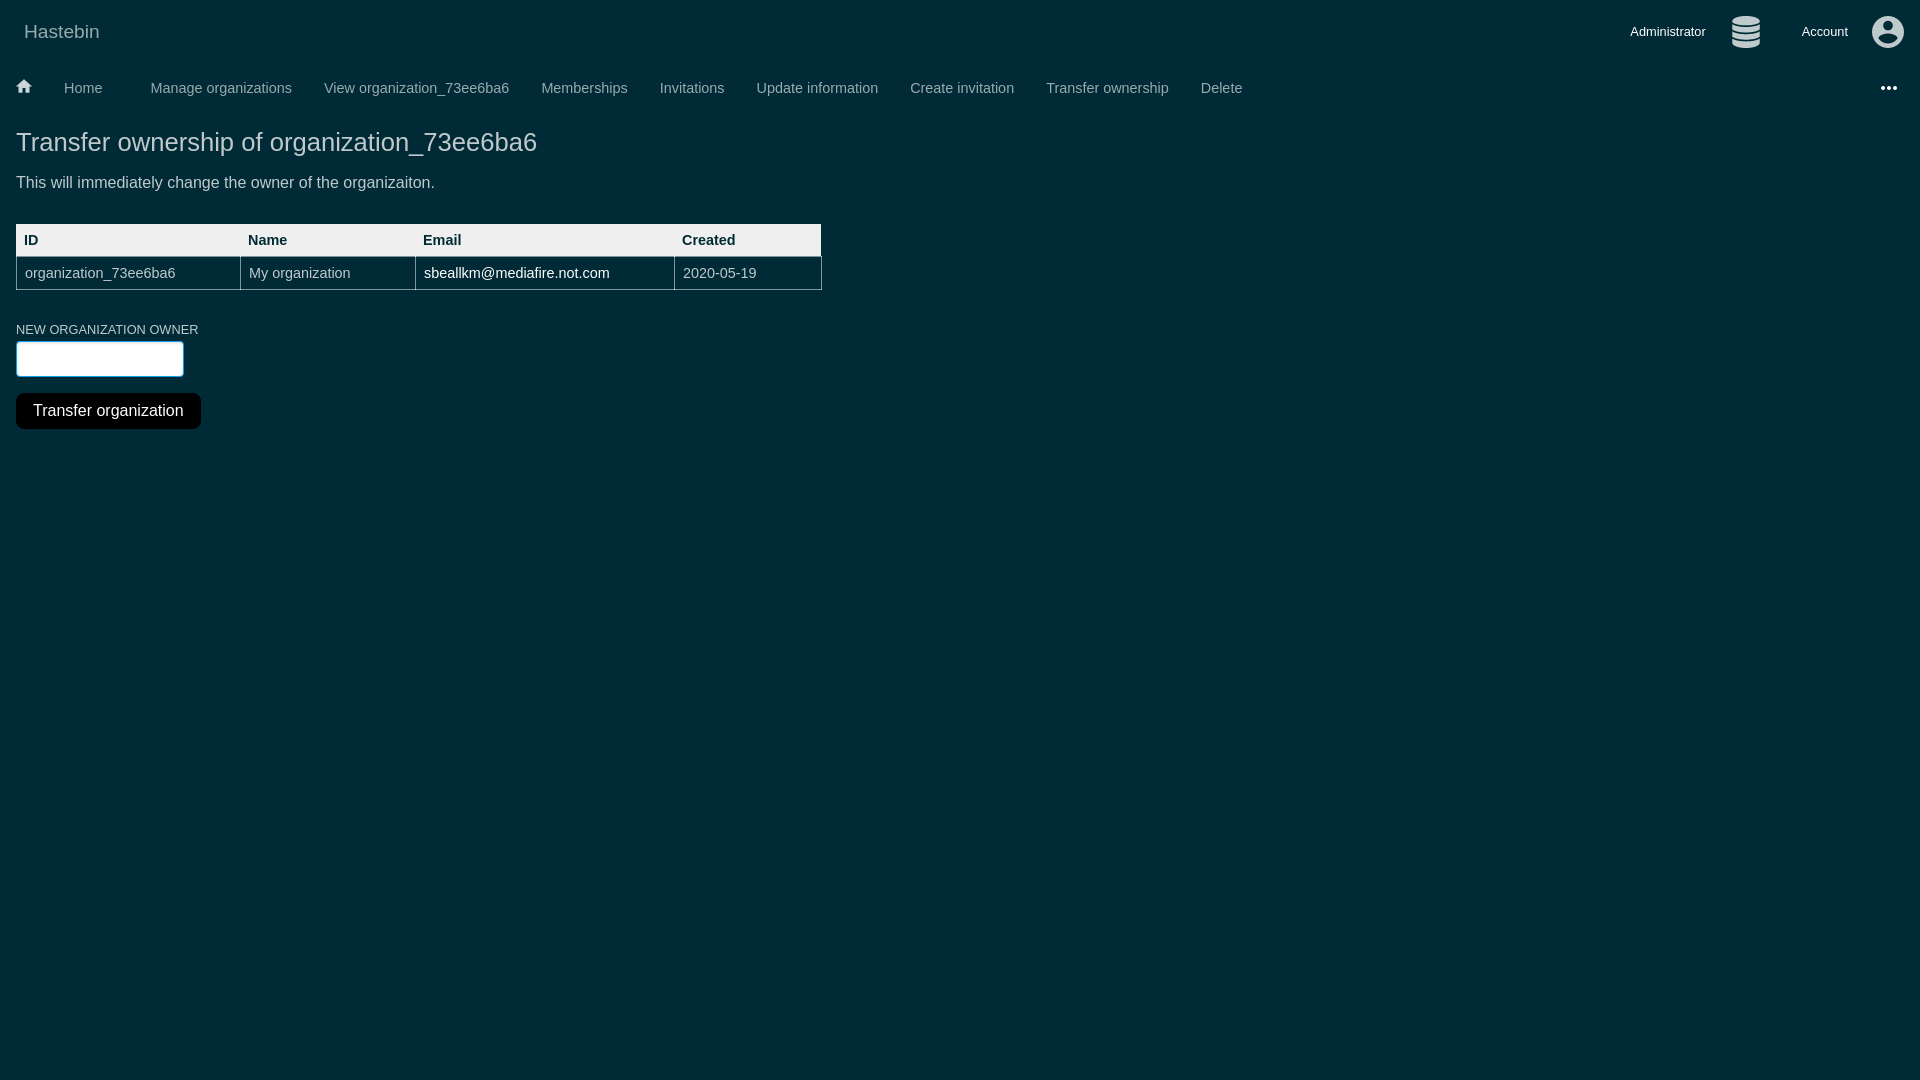 Hastebin
Administrator
Account
Home
Manage organizations
View organization_73ee6ba6
Memberships
Invitations
Update information
Create invitation
Transfer ownership
Delete
Transfer ownership of organization_73ee6ba6
This will immediately change the owner of the organizaiton.
ID Name Email Created
organization_73ee6ba6 My organization sbeallkm@mediafire.not.com 2020-05-19
NEW ORGANIZATION OWNER
Transfer organization